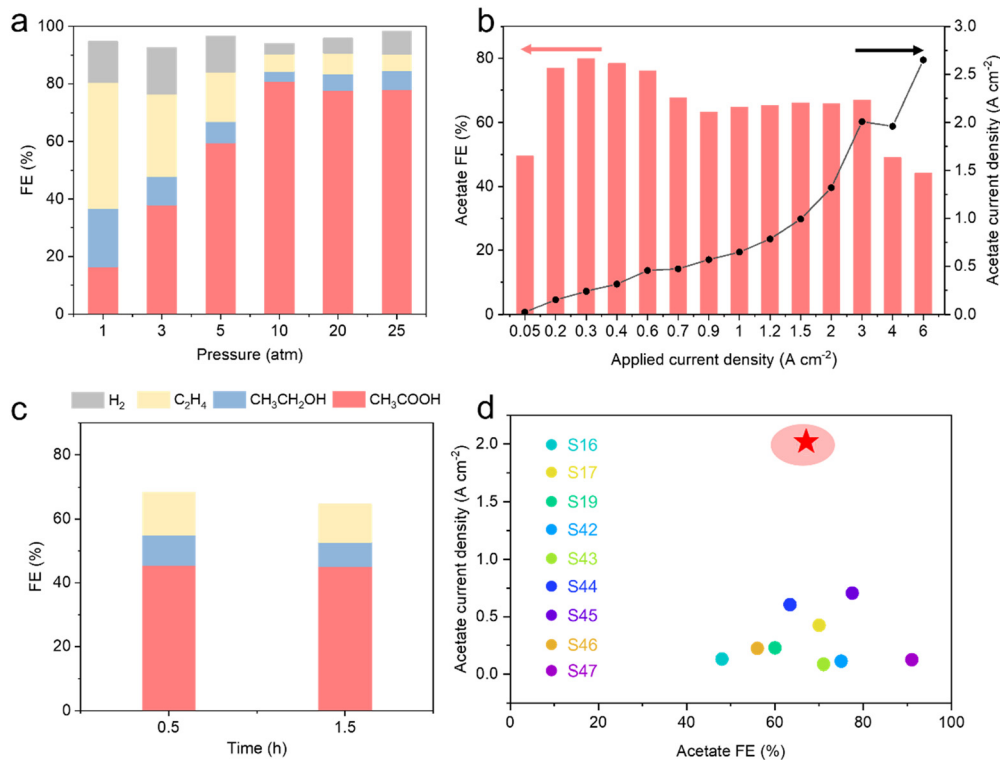 a
100
80
60
40
20
0
FE (%)
1 3 5 10 20 25
Pressure (atm)
b
80
60
40
20
0
Acetate FE (%)
3.0
2.5
2.0
1.5
1.0
0.5
0.0
Acetate current density (A cm⁻²)
0.05 0.2 0.3 0.4 0.6 0.7 0.9 1 1.2 1.5 2 3 4 6
Applied current density (A cm⁻²)
H₂ C₂H₄ CH₃CH₂OH CH₃COOH
c
80
60
40
20
0
FE (%)
0.5 1.5
Time (h)
d
2.0
1.5
1.0
0.5
0.0
Acetate current density (A cm⁻²)
S16
S17
S19
S42
S43
S44
S45
S46
S47
0 20 40 60 80 100
Acetate FE (%)